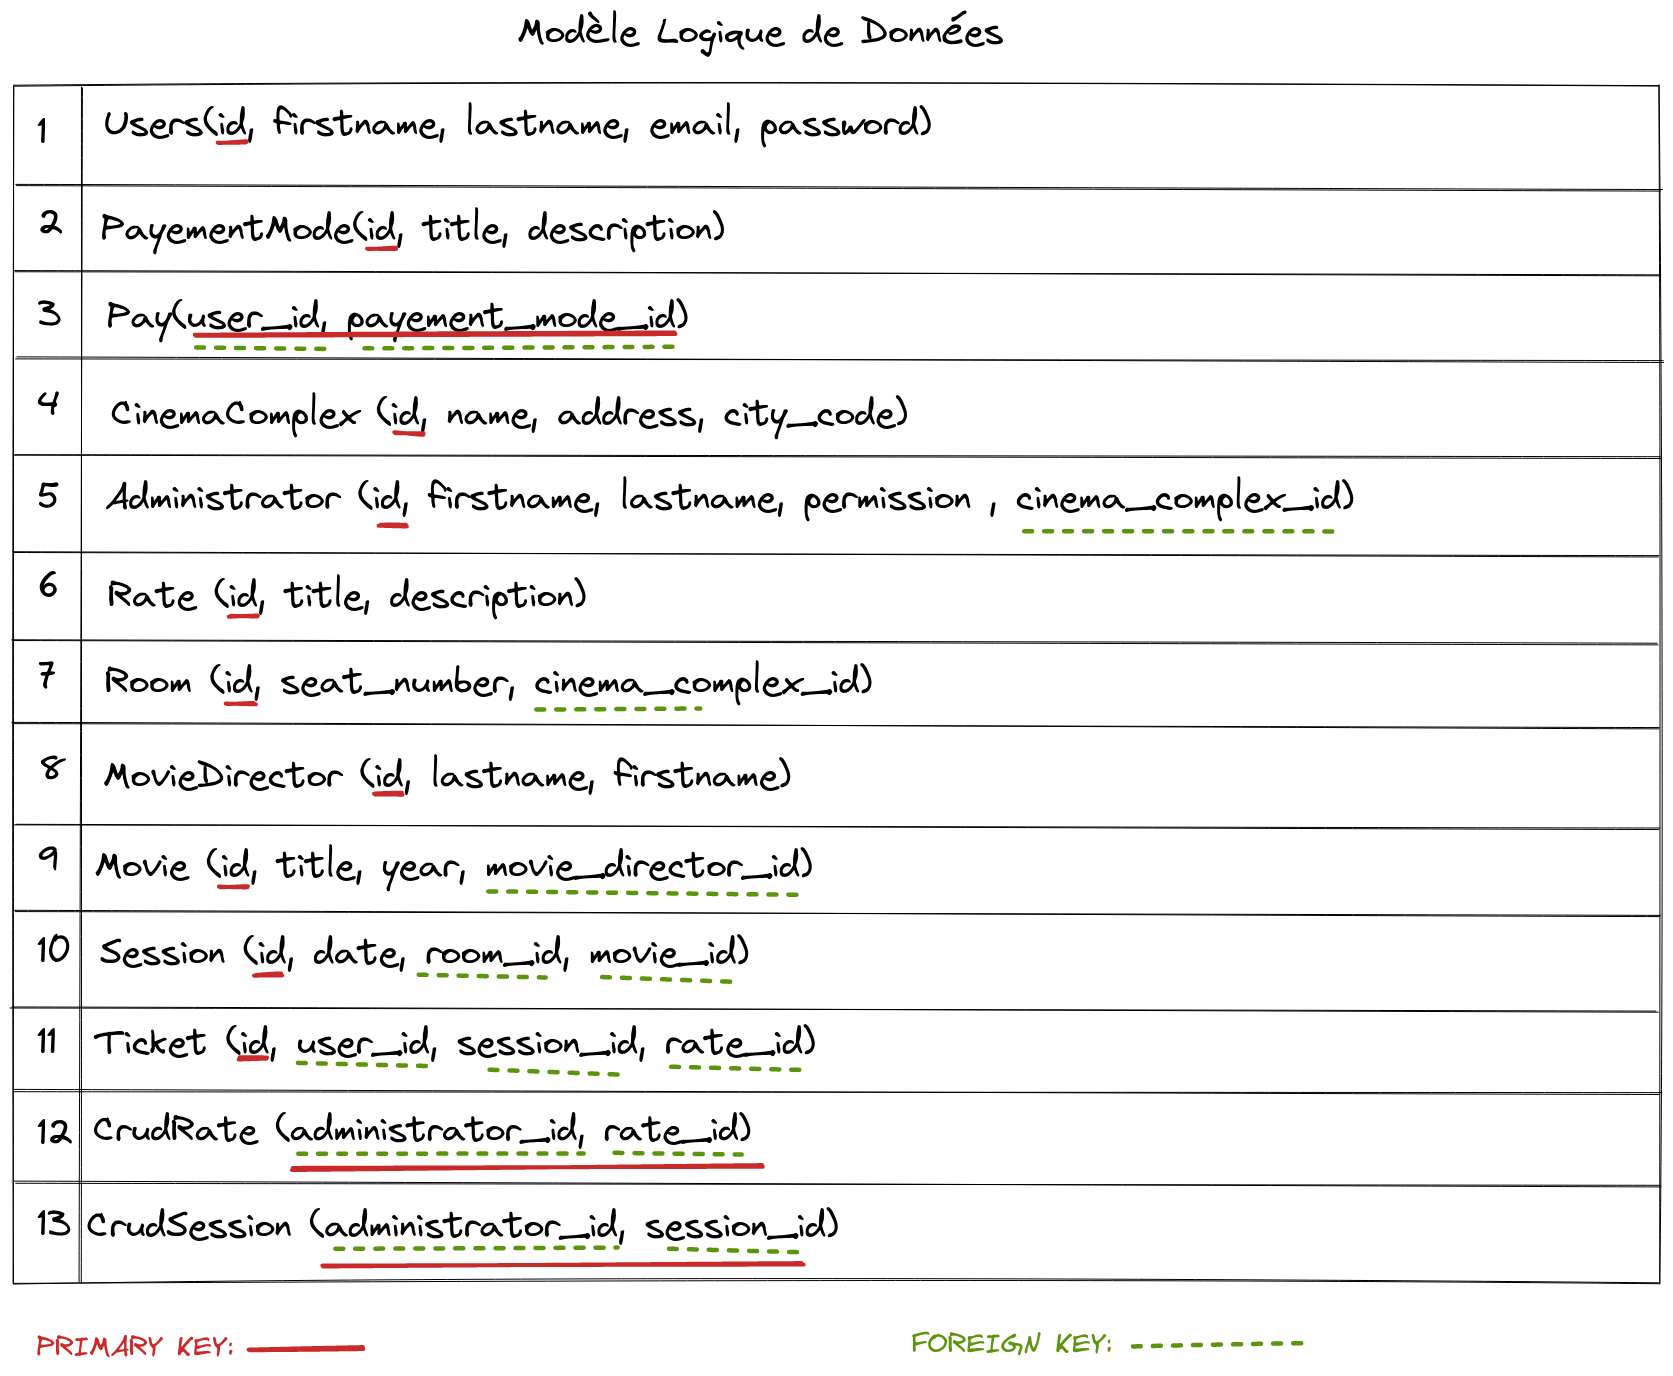 Modèle Logique de Données
1 Users(id, firstname, lastname, email, password)
2 PayementMode(id, title, description)
3 Pay(user_id, payement_mode_id)
4 CinemaComplex (id, name, address, city_code)
5 Administrator (id, firstname, lastname, permission , cinema_complex_id)
6 Rate (id, title, description)
7 Room (id, seat_number, cinema_complex_id)
8 MovieDirector (id, lastname, firstname)
9 Movie (id, title, year, movie_director_id)
10 Session (id, date, room_id, movie_id)
11 Ticket (id, user_id, session_id, rate_id)
12 CrudRate (administrator_id, rate_id)
13 CrudSession (administrator_id, session_id)
PRIMARY KEY:
FOREIGN KEY: